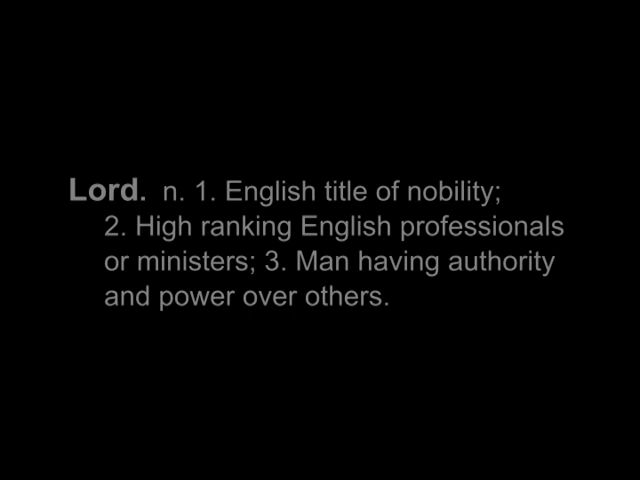 Lord. n. 1. English title of nobility;
2. High ranking English professionals
or ministers; 3. Man having authority
and power over others.